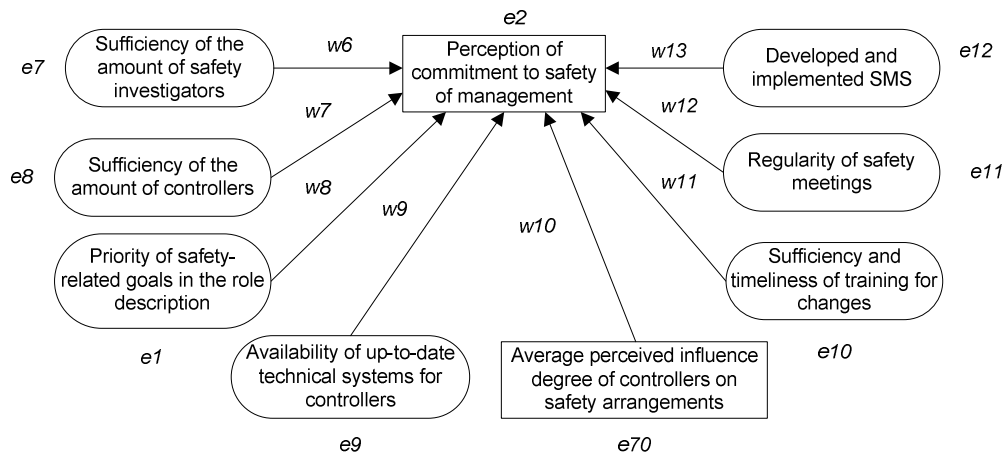 e2
Sufficiency of the
amount of safety
investigators
e7
w6
Perception of
commitment to safety
of management
w13
Developed and
implemented SMS
e12
w7
w12
Sufficiency of the
amount of controllers
e8
w8
w9
w10
w11
Regularity of safety
meetings
e11
Priority of safety-
related goals in the role
description
e1
Sufficiency and
timeliness of training for
changes
e10
Availability of up-to-date
technical systems for
controllers
e9
Average perceived influence
degree of controllers on
safety arrangements
e70